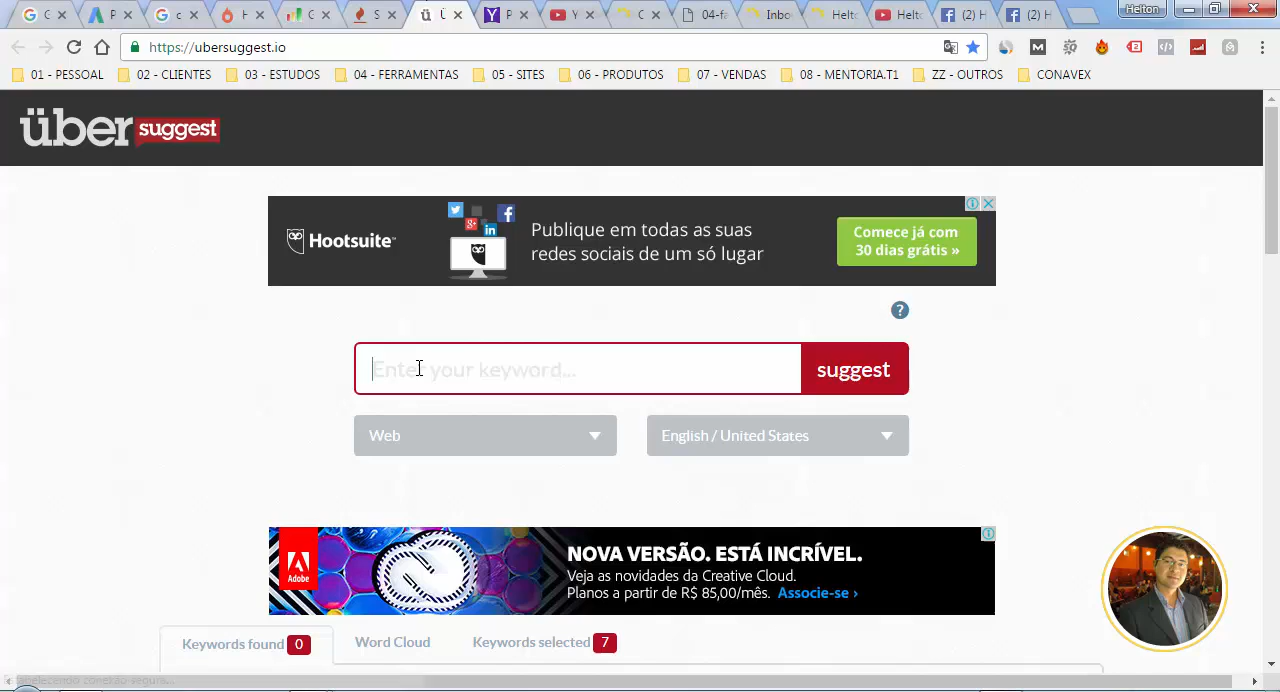 Helton
https://ubersuggest.io
01 - PESSOAL 02 - CLIENTES 03 - ESTUDOS 04 - FERRAMENTAS 05 - SITES 06 - PRODUTOS 07 - VENDAS 08 - MENTORIA.T1 ZZ - OUTROS CONAVEX
über suggest
Hootsuite™
Publique em todas as suas
redes sociais de um só lugar
Comece já com
30 dias grátis »
?
Enter your keyword... suggest
Web English / United States
Adobe
NOVA VERSÃO. ESTÁ INCRÍVEL.
Veja as novidades da Creative Cloud.
Planos a partir de R$ 85,00/mês. Associe-se ›
Keywords found 0 Word Cloud Keywords selected 7